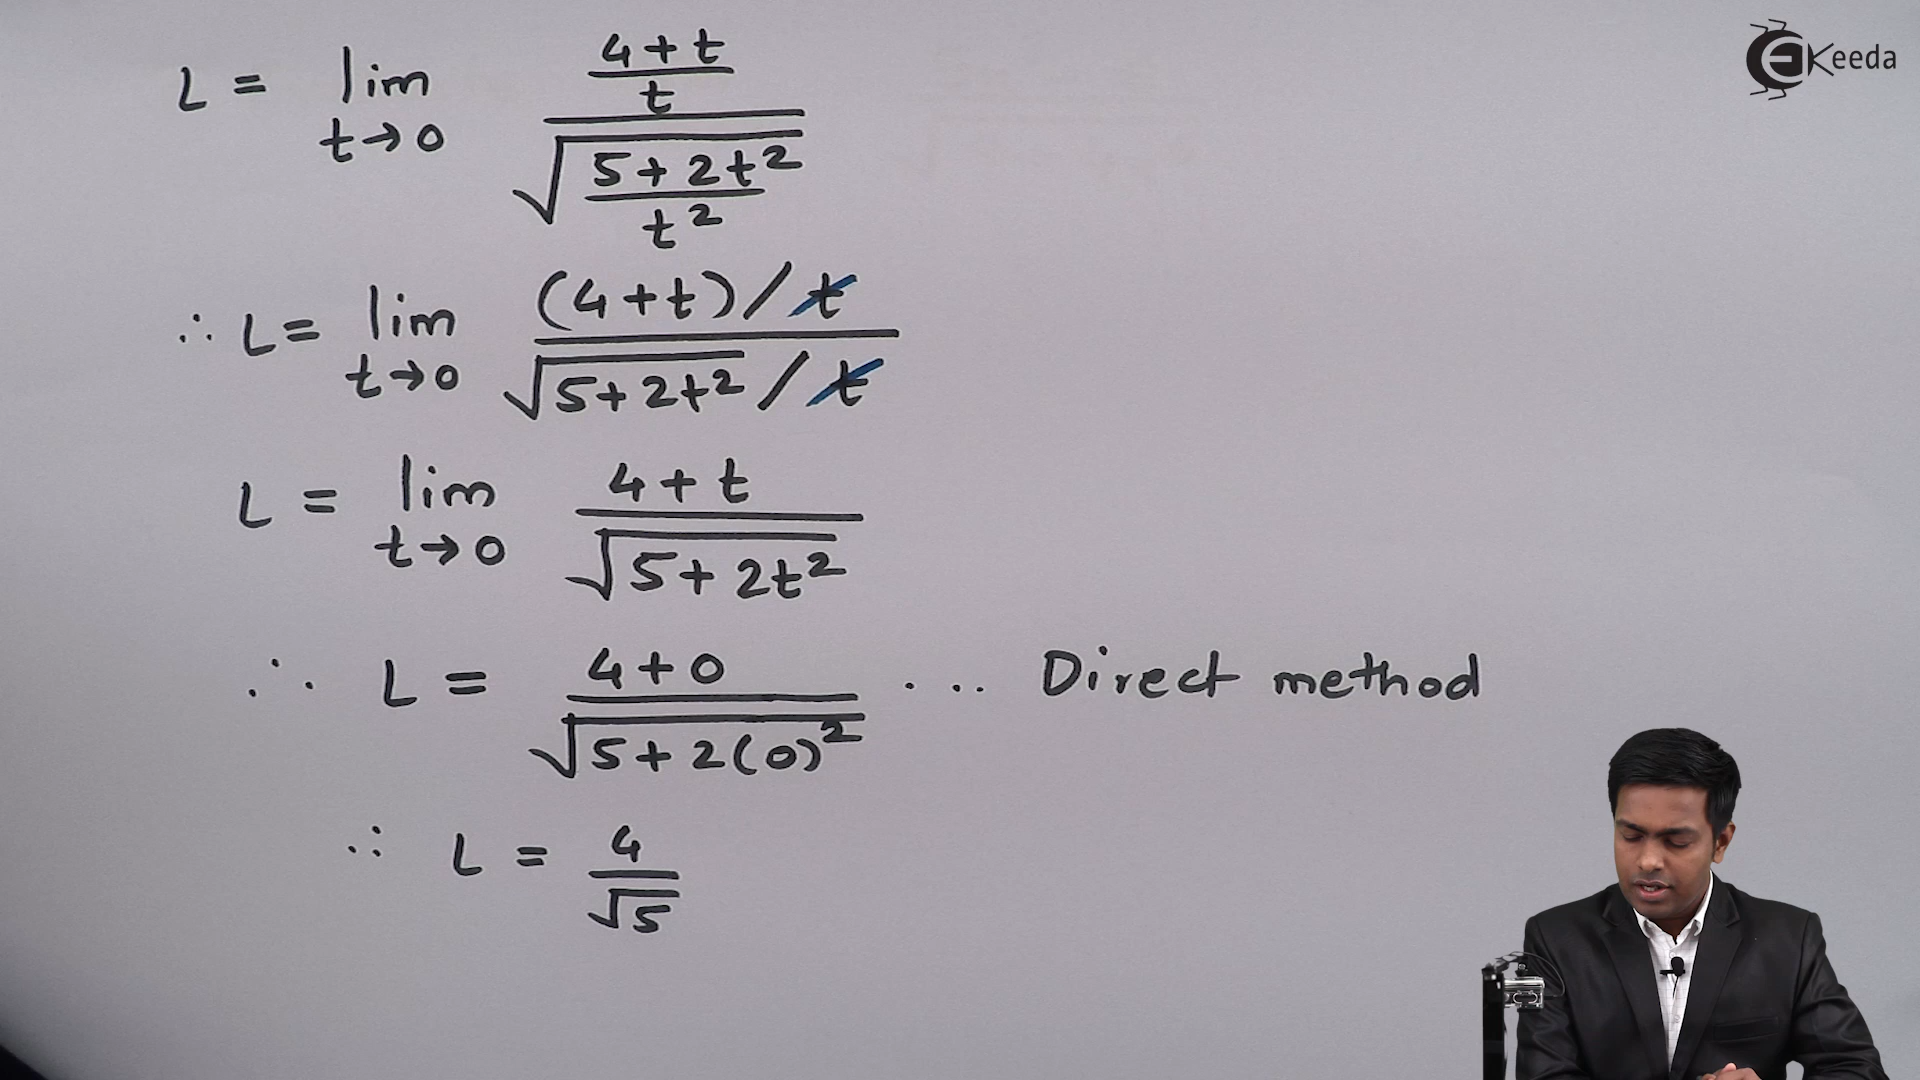 Keeda
L = lim t→0 ((4+t)/t) / √((5+2t²)/t²)
∴ L = lim t→0 (4+t)/t / √(5+2t²)/t
L = lim t→0 (4+t) / √(5+2t²)
∴ L = (4+0) / √(5+2(0)²) .... Direct method
∴ L = 4/√5